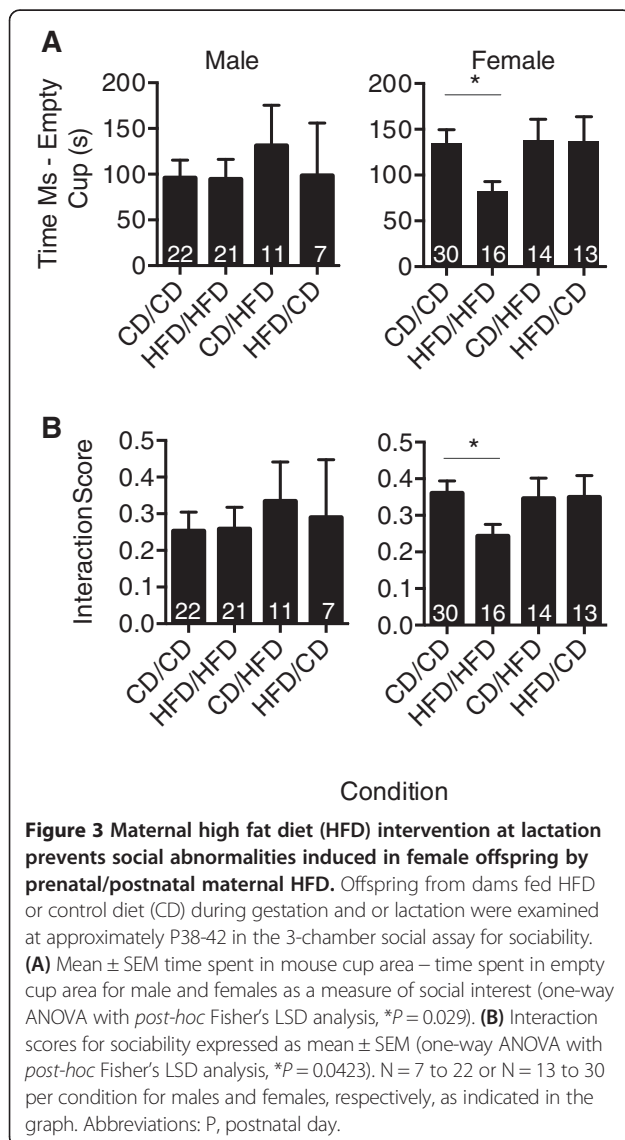 A
Male
Female
Time Ms - Empty
Cup (s)
200
150
100
50
0
22 21 11 7
CD/CD
HFD/HFD
CD/HFD
HFD/CD
200
150
100
50
0
*
30 16 14 13
CD/CD
HFD/HFD
CD/HFD
HFD/CD
B
Interaction Score
0.5
0.4
0.3
0.2
0.1
0.0
22 21 11 7
CD/CD
HFD/HFD
CD/HFD
HFD/CD
0.5
0.4
0.3
0.2
0.1
0.0
*
30 16 14 13
CD/CD
HFD/HFD
CD/HFD
HFD/CD
Condition
Figure 3 Maternal high fat diet (HFD) intervention at lactation
prevents social abnormalities induced in female offspring by
prenatal/postnatal maternal HFD. Offspring from dams fed HFD
or control diet (CD) during gestation and or lactation were examined
at approximately P38-42 in the 3-chamber social assay for sociability.
(A) Mean ± SEM time spent in mouse cup area – time spent in empty
cup area for male and females as a measure of social interest (one-way
ANOVA with post-hoc Fisher's LSD analysis, *P = 0.029). (B) Interaction
scores for sociability expressed as mean ± SEM (one-way ANOVA with
post-hoc Fisher's LSD analysis, *P = 0.0423). N = 7 to 22 or N = 13 to 30
per condition for males and females, respectively, as indicated in the
graph. Abbreviations: P, postnatal day.